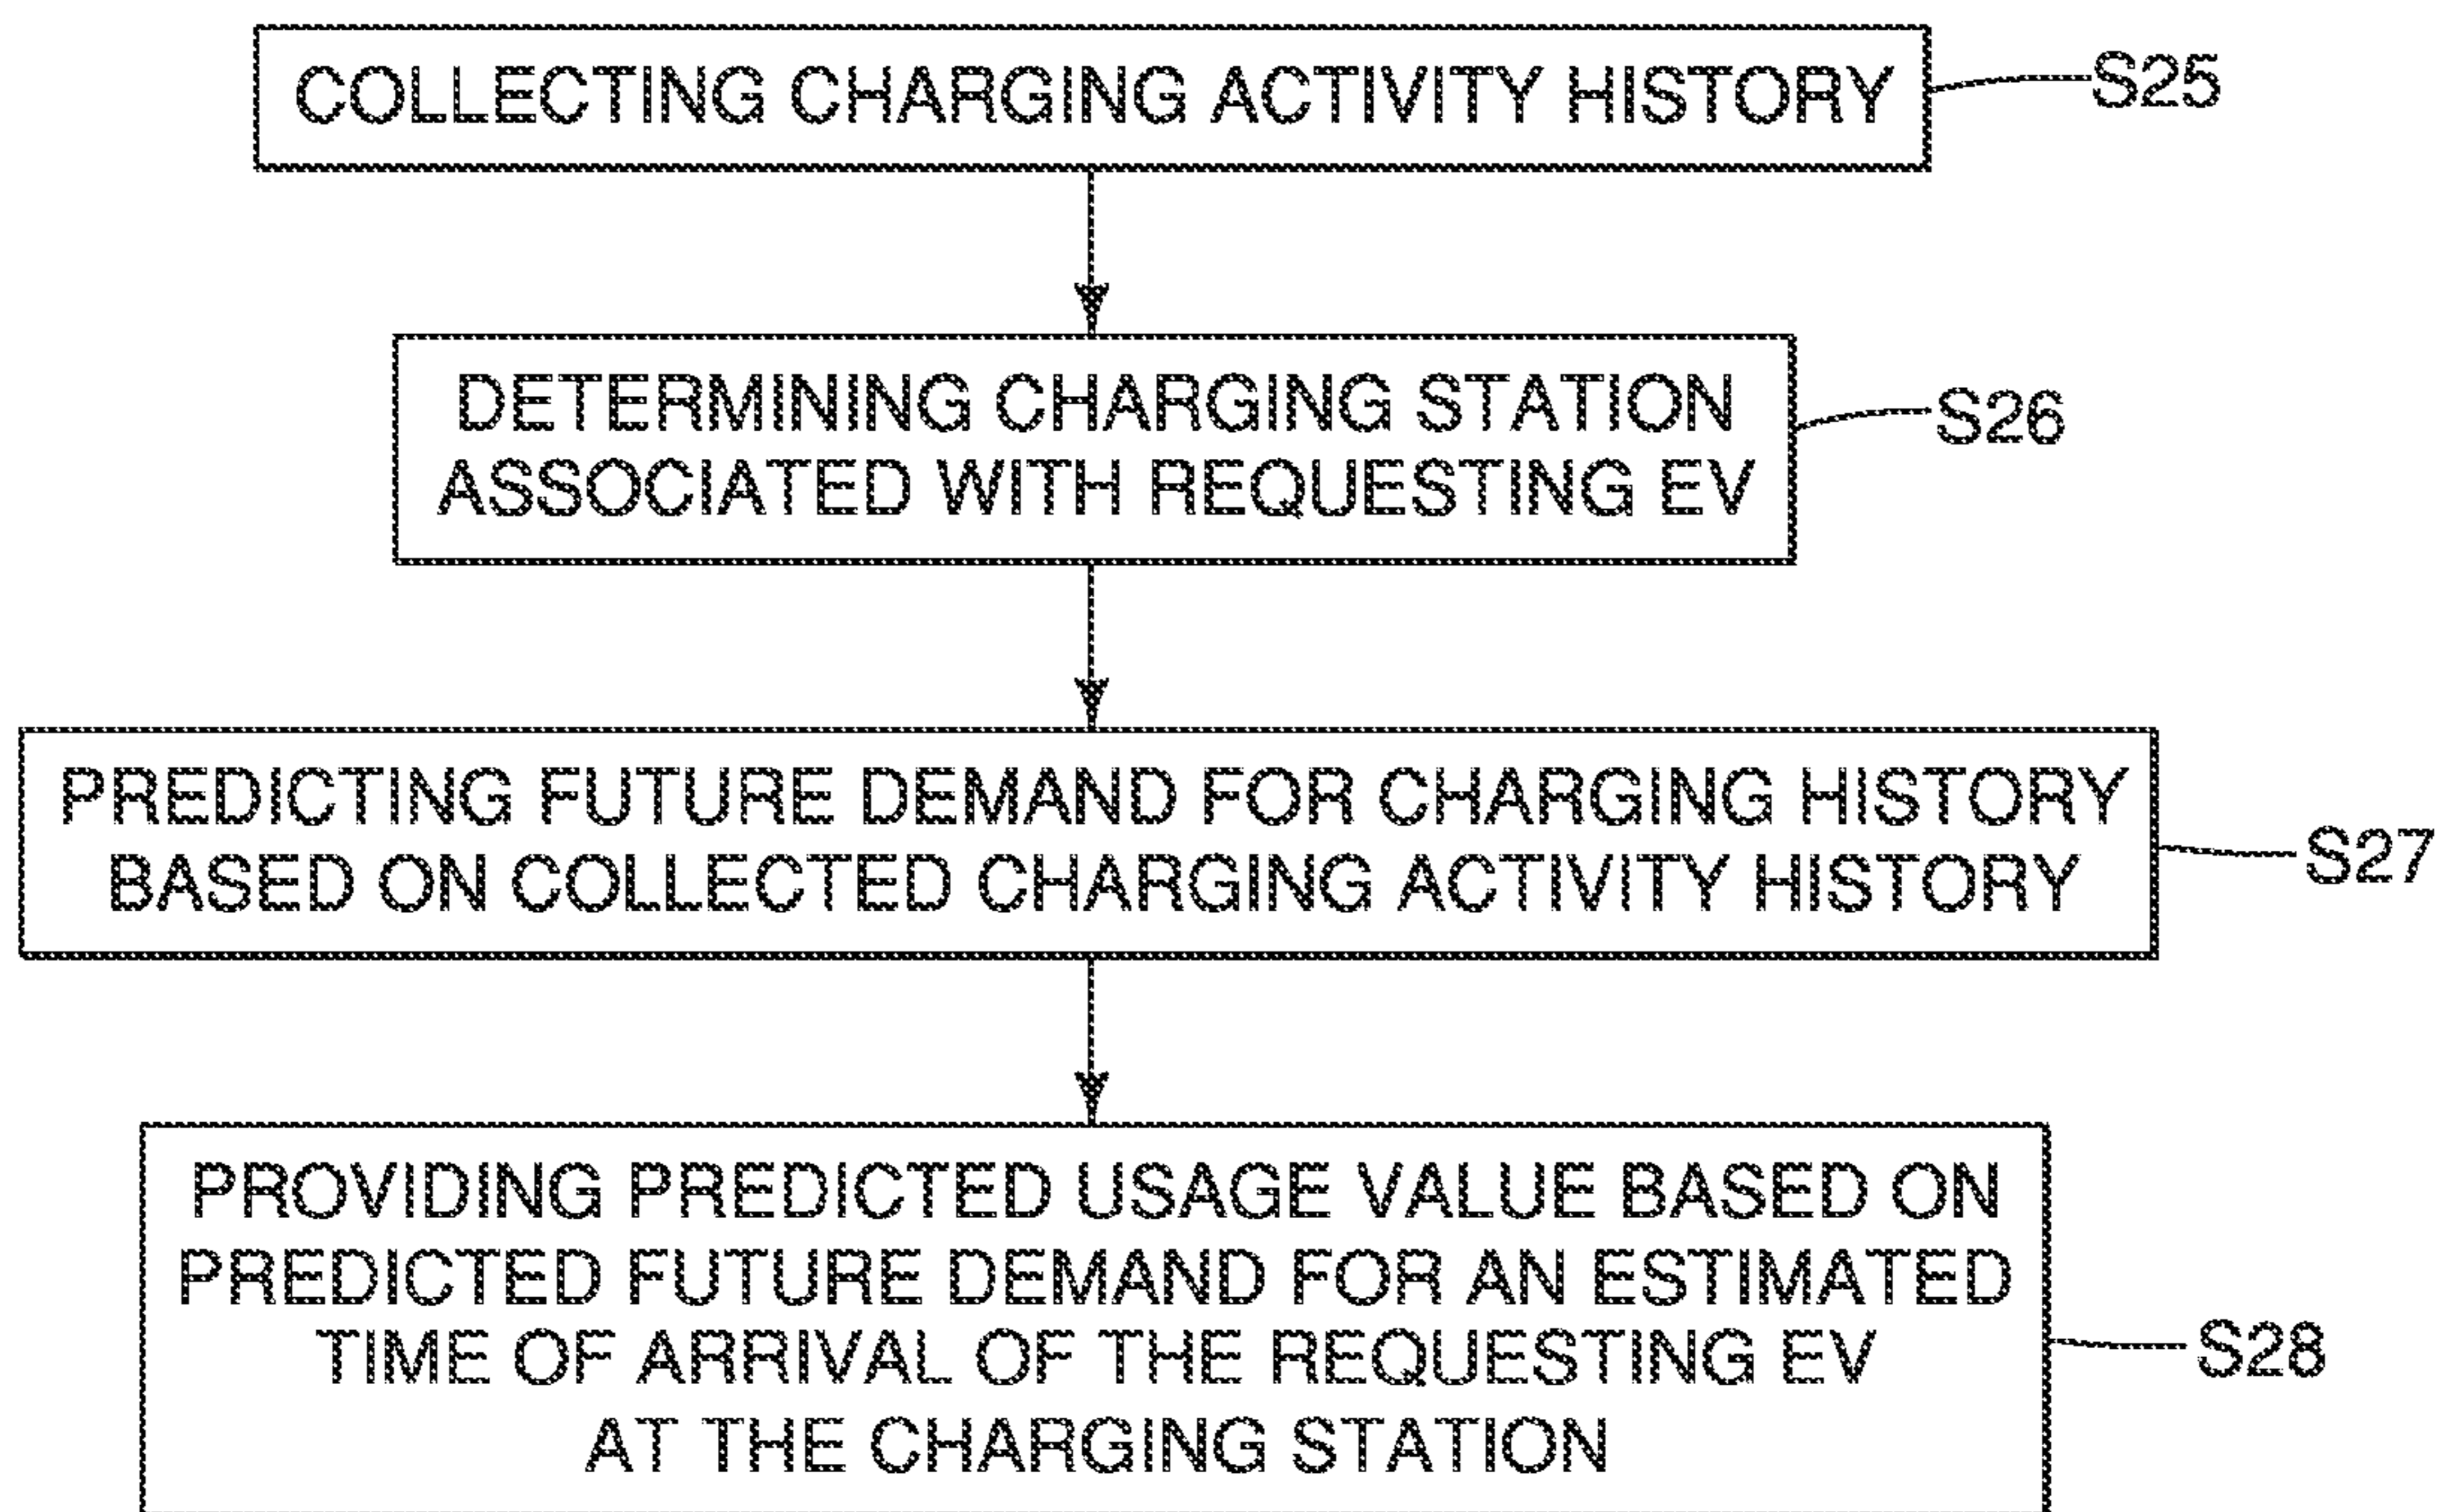 COLLECTING CHARGING ACTIVITY HISTORY
S25
DETERMINING CHARGING STATION
ASSOCIATED WITH REQUESTING EV
S26
PREDICTING FUTURE DEMAND FOR CHARGING HISTORY
BASED ON COLLECTED CHARGING ACTIVITY HISTORY
S27
PROVIDING PREDICTED USAGE VALUE BASED ON
PREDICTED FUTURE DEMAND FOR AN ESTIMATED
TIME OF ARRIVAL OF THE REQUESTING EV
AT THE CHARGING STATION
S28